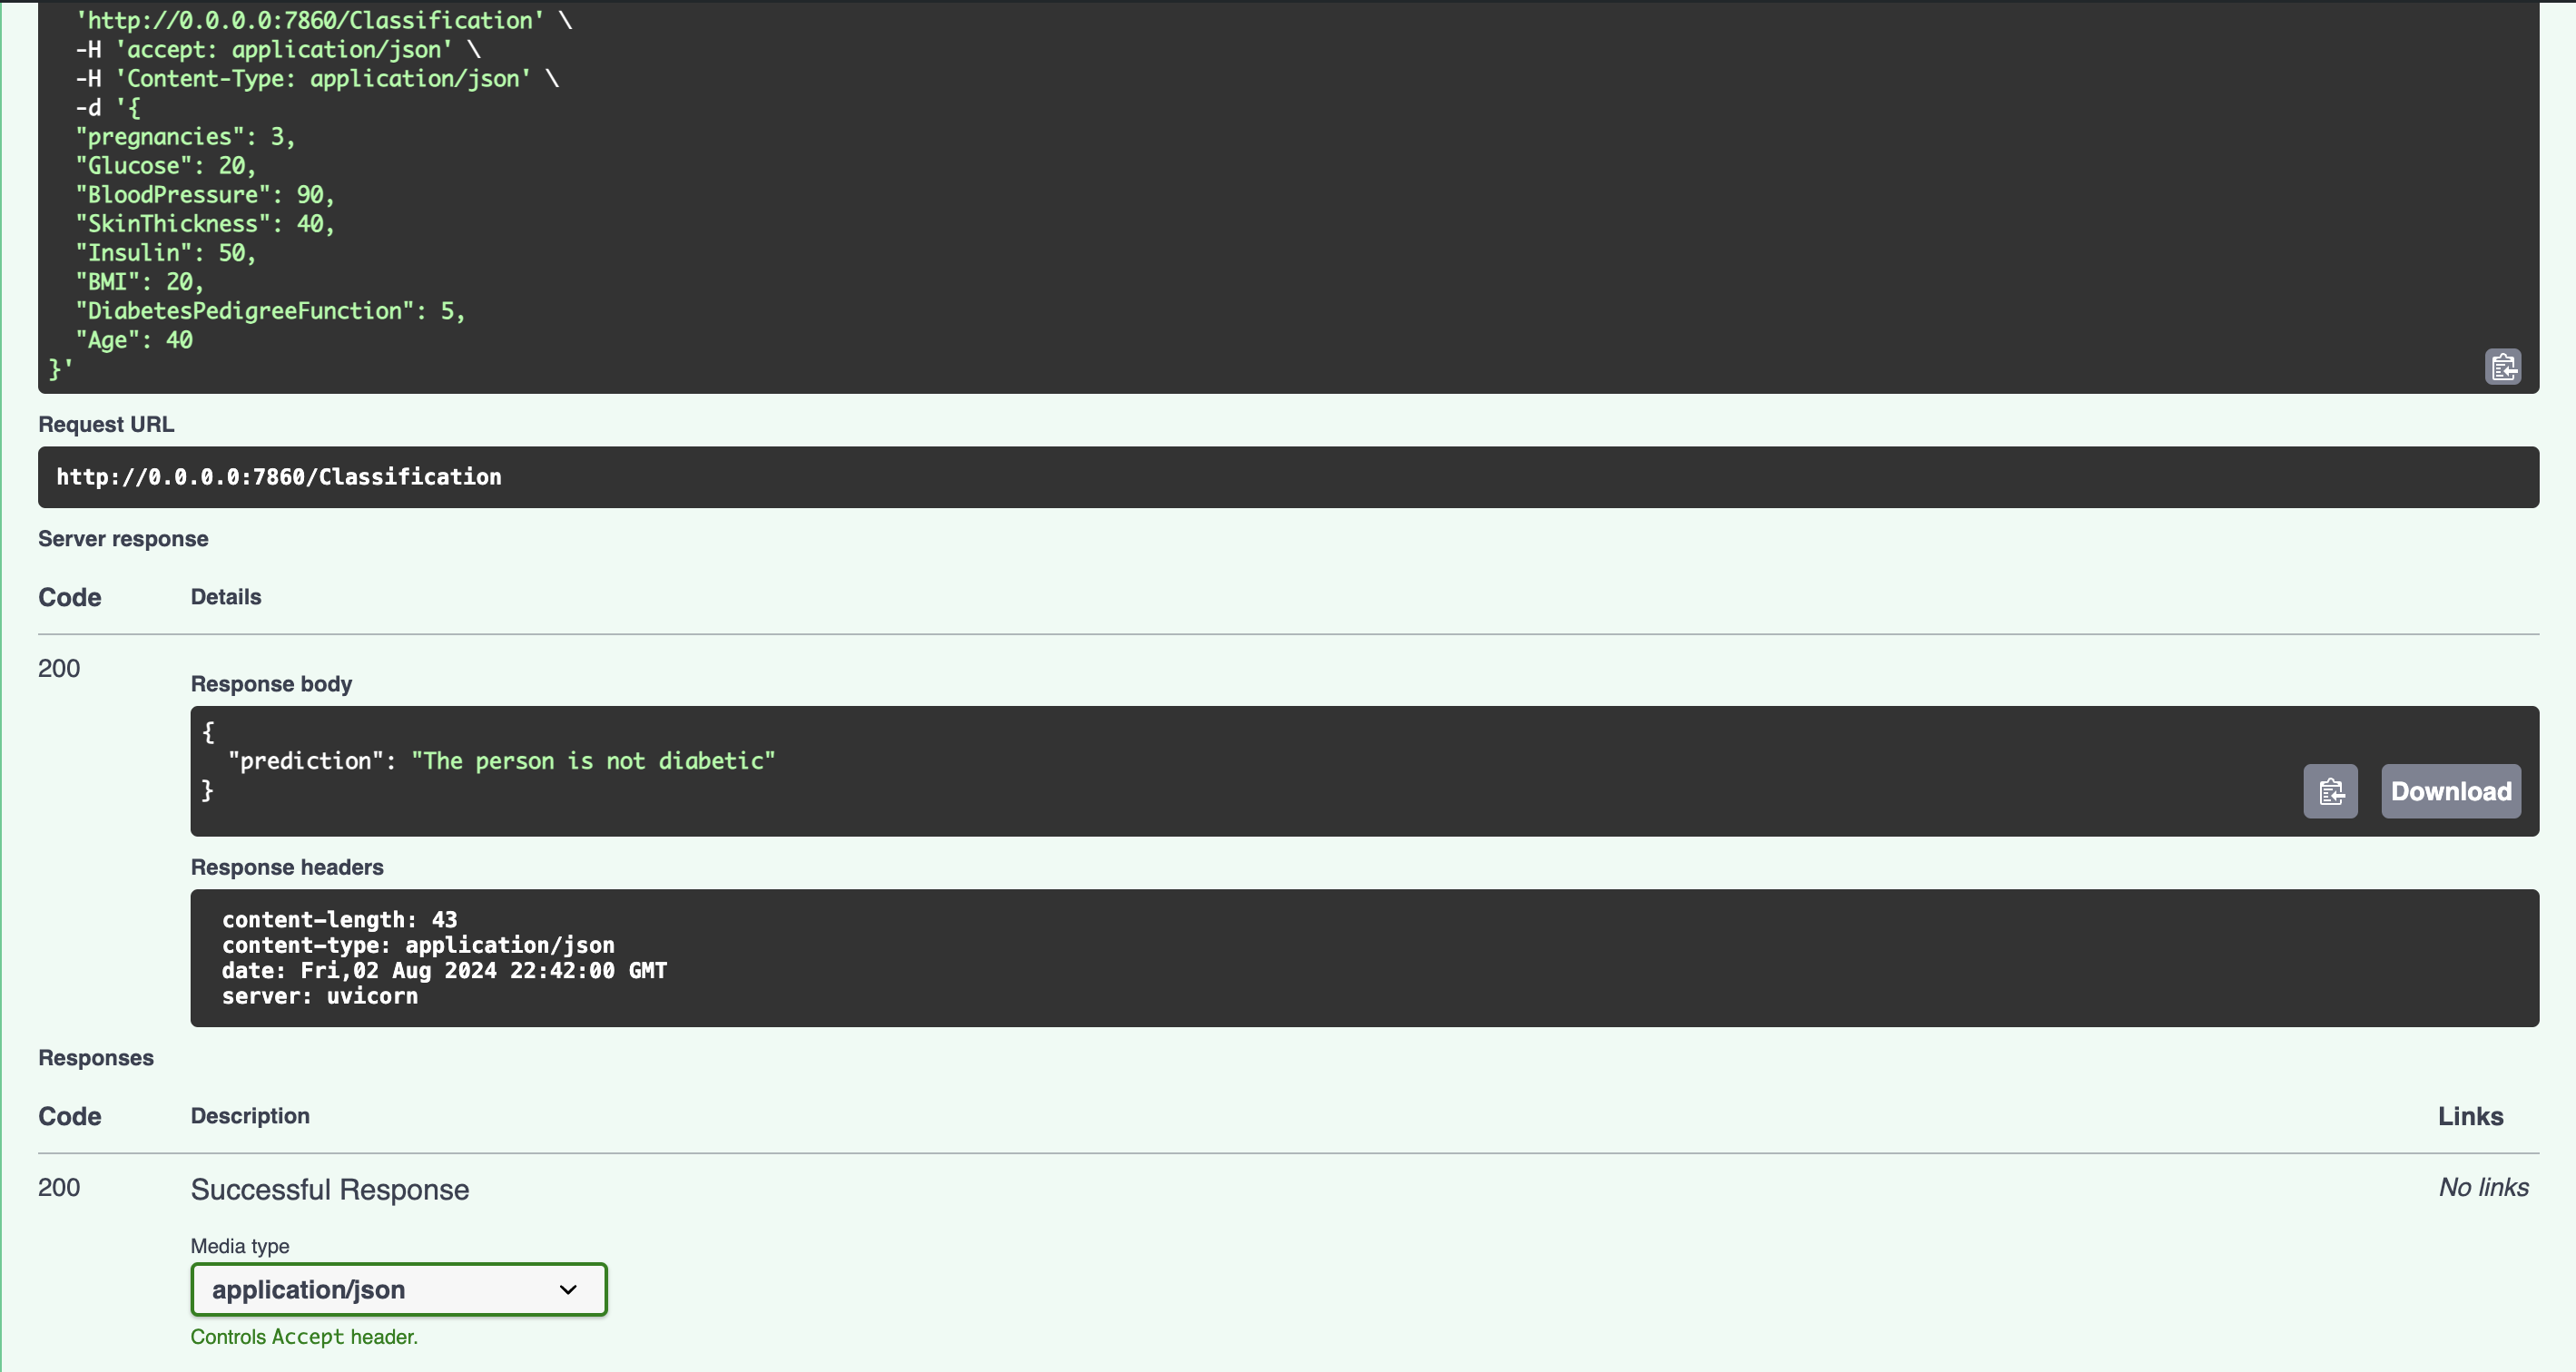 'http://0.0.0.0:7860/Classification' \
-H 'accept: application/json' \
-H 'Content-Type: application/json' \
-d '{
"pregnancies": 3,
"Glucose": 20,
"BloodPressure": 90,
"SkinThickness": 40,
"Insulin": 50,
"BMI": 20,
"DiabetesPedigreeFunction": 5,
"Age": 40
}'
Request URL
http://0.0.0.0:7860/Classification
Server response
Code Details
200
Response body
{
"prediction": "The person is not diabetic"
}
Download
Response headers
content-length: 43
content-type: application/json
date: Fri,02 Aug 2024 22:42:00 GMT
server: uvicorn
Responses
Code Description Links
200 Successful Response No links
Media type
application/json
Controls Accept header.